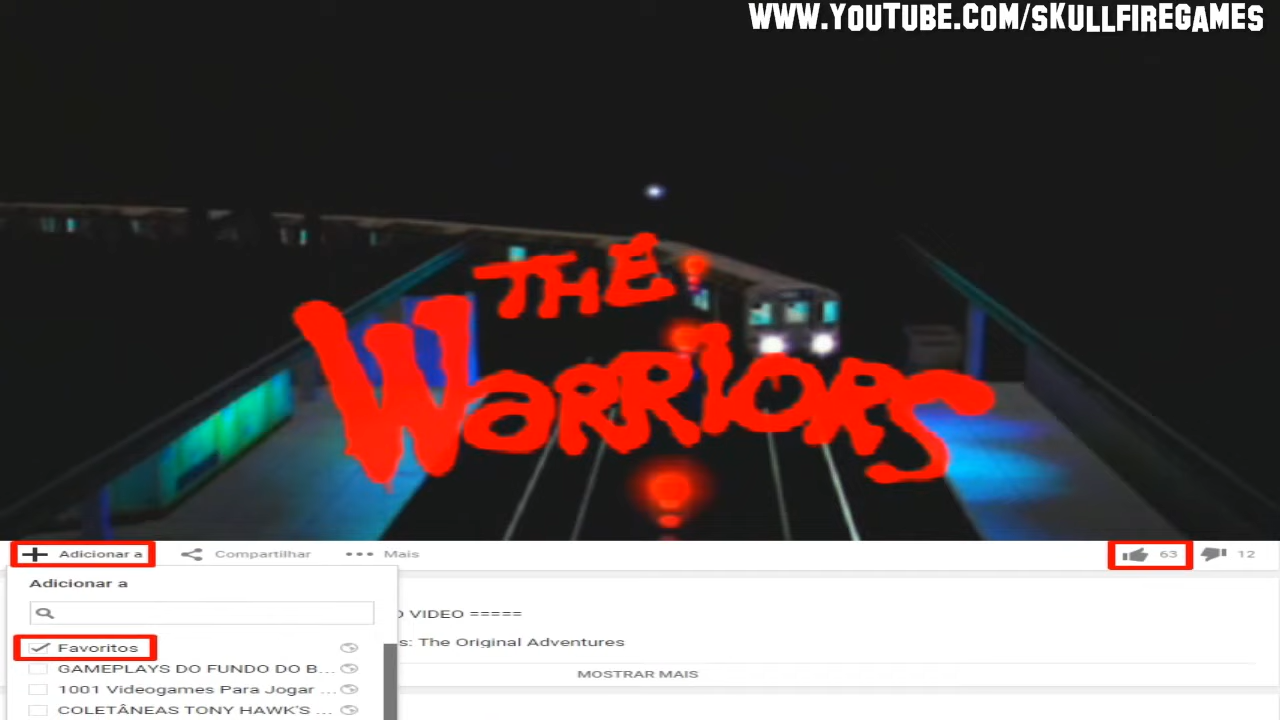 WWW.YOUTUBE.COM/SKULLFIREGAMES
THE
WARRIORS
Adicionar a
Compartilhar
Mais
63
12
Adicionar a
VIDEO =====
s: The Original Adventures
Favoritos
MOSTRAR MAIS
GAMEPLAYS DO FUNDO DO B...
1001 Videogames Para Jogar ...
COLETÂNEAS TONY HAWK'S ...